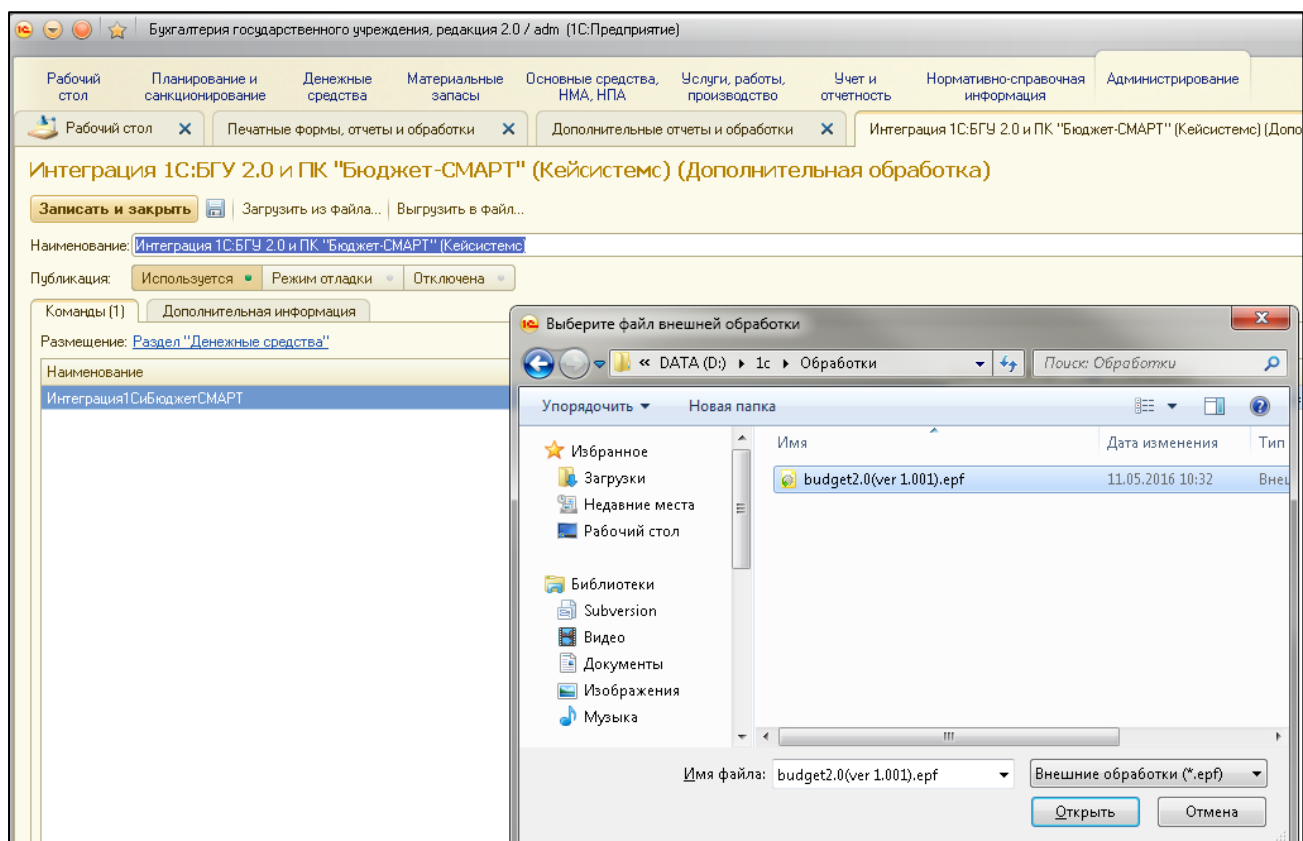 Бухгалтерия государственного учреждения, редакция 2.0 / adm (1С:Предприятие)
Рабочий стол Планирование и санкционирование Денежные средства Материальные запасы Основные средства, НМА, НПА Услуги, работы, производство Учет и отчетность Нормативно-справочная информация Администрирование
Рабочий стол Печатные формы, отчеты и обработки Дополнительные отчеты и обработки Интеграция 1С:БГУ 2.0 и ПК "Бюджет-СМАРТ" (Кейсистемс) (Допо
Интеграция 1С:БГУ 2.0 и ПК "Бюджет-СМАРТ" (Кейсистемс) (Дополнительная обработка)
Записать и закрыть Загрузить из файла... Выгрузить в файл...
Наименование: Интеграция 1С:БГУ 2.0 и ПК "Бюджет-СМАРТ" (Кейсистемс)
Публикация: Используется Режим отладки Отключена
Команды (1) Дополнительная информация
Размещение: Раздел "Денежные средства"
Наименование
Интеграция1СиБюджетСМАРТ
Выберите файл внешней обработки
« DATA (D:) 1c Обработки Поиск: Обработки
Упорядочить Новая папка
Имя Дата изменения Тип
Избранное
Загрузки
Недавние места
Рабочий стол
Библиотеки
Subversion
Видео
Документы
Изображения
Музыка
budget2.0(ver 1.001).epf 11.05.2016 10:32 Внеш
Имя файла: budget2.0(ver 1.001).epf Внешние обработки (*.epf)
Открыть Отмена